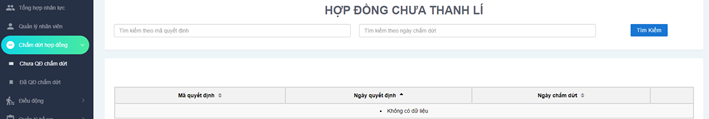 Tổng hợp nhân lực
Quản lý nhân viên
Chấm dứt hợp đồng
Chưa QĐ chấm dứt
Đã QĐ chấm dứt
Điều động
HỢP ĐỒNG CHƯA THANH LÍ
Tìm kiếm theo mã quyết định
Tìm kiếm theo ngày chấm dứt
Tìm Kiếm
Mã quyết định
Ngày quyết định
Ngày chấm dứt
Không có dữ liệu